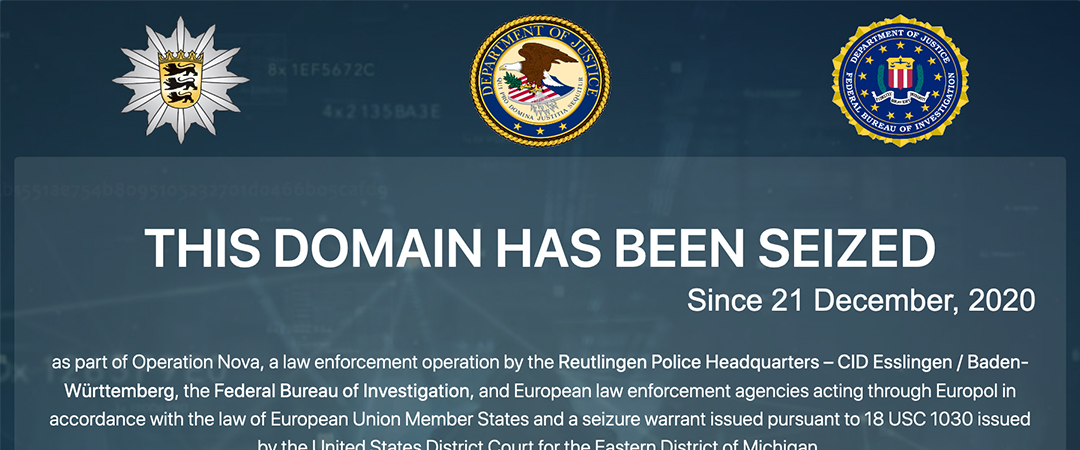 DEPARTMENT OF JUSTICE
QUI PRO DOMINA JUSTITIA SEQUITUR
DEPARTMENT OF JUSTICE
FEDERAL BUREAU OF INVESTIGATION
8x 1EF5672C
4x2135BA3E
THIS DOMAIN HAS BEEN SEIZED
Since 21 December, 2020
as part of Operation Nova, a law enforcement operation by the Reutlingen Police Headquarters – CID Esslingen / Baden-
Württemberg, the Federal Bureau of Investigation, and European law enforcement agencies acting through Europol in
accordance with the law of European Union Member States and a seizure warrant issued pursuant to 18 USC 1030 issued
by the United States District Court for the Eastern District of Michigan